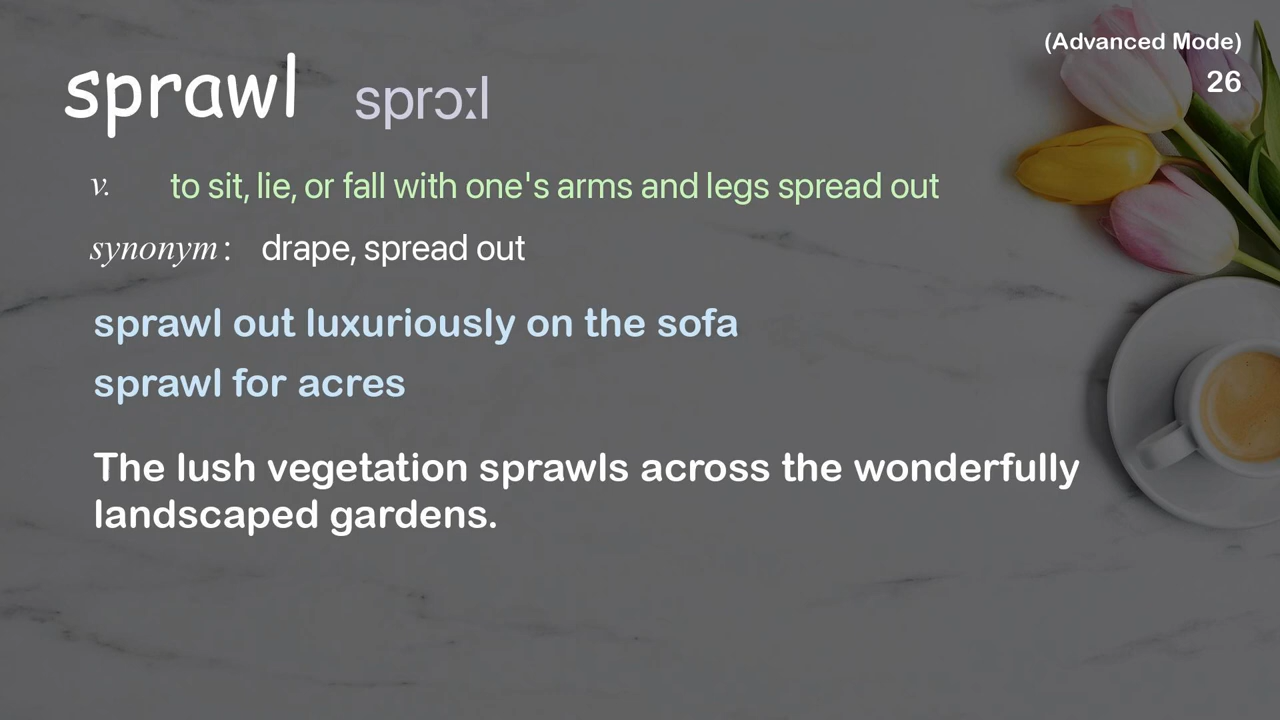 (Advanced Mode)
26
sprawl sprɔːl
v. to sit, lie, or fall with one's arms and legs spread out
synonym: drape, spread out
sprawl out luxuriously on the sofa
sprawl for acres
The lush vegetation sprawls across the wonderfully
landscaped gardens.